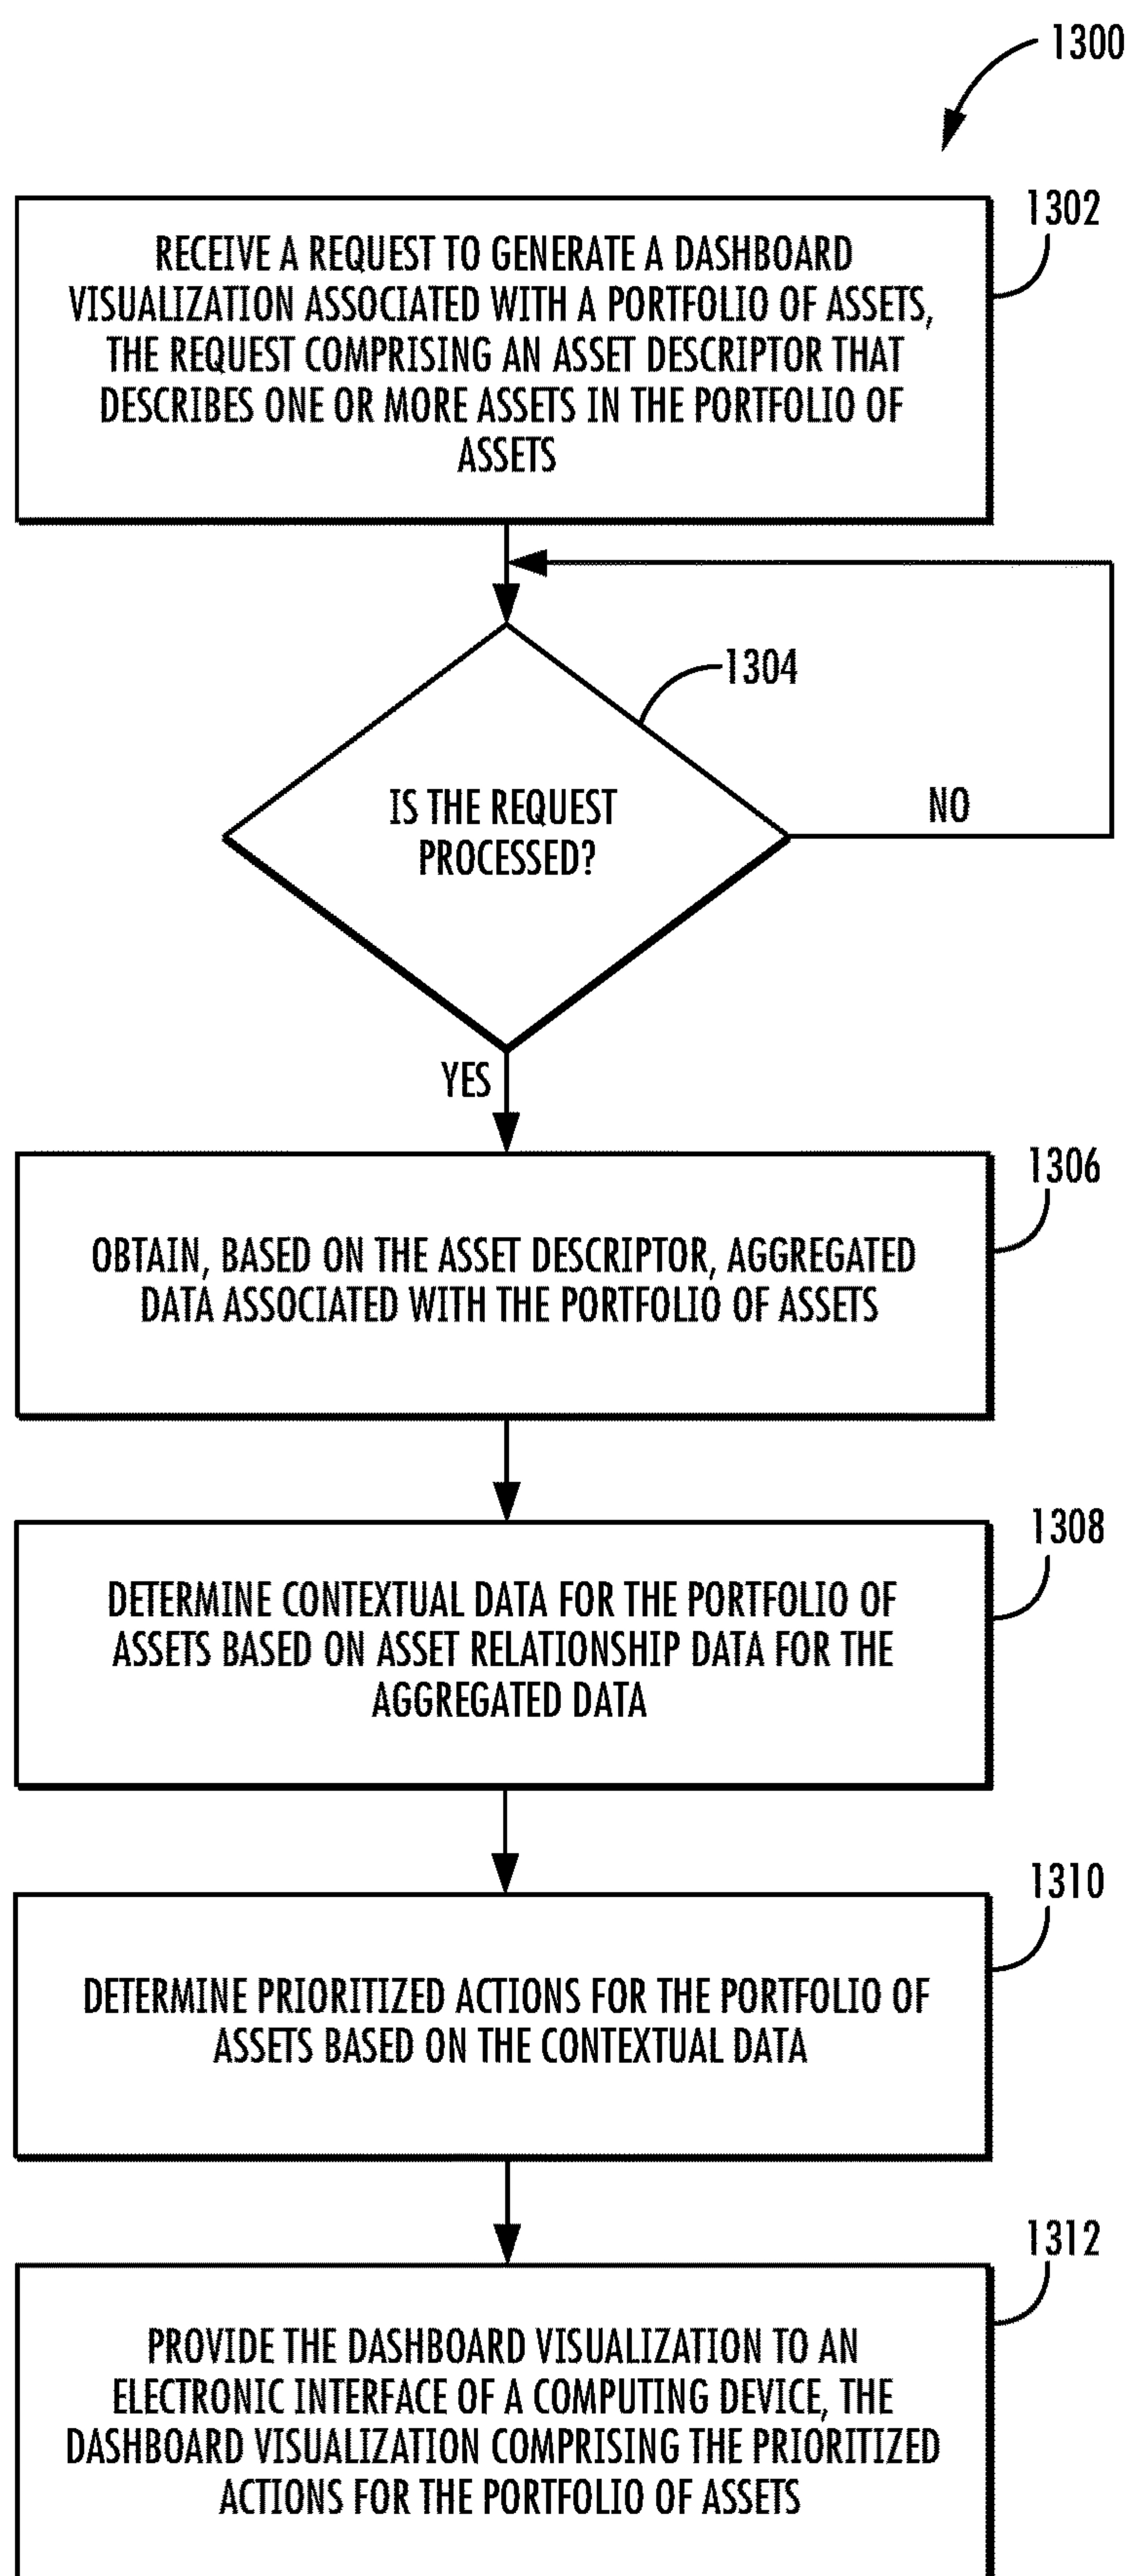 1300
1302
RECEIVE A REQUEST TO GENERATE A DASHBOARD
VISUALIZATION ASSOCIATED WITH A PORTFOLIO OF ASSETS,
THE REQUEST COMPRISING AN ASSET DESCRIPTOR THAT
DESCRIBES ONE OR MORE ASSETS IN THE PORTFOLIO OF
ASSETS
1304
IS THE REQUEST
PROCESSED?
NO
YES
1306
OBTAIN, BASED ON THE ASSET DESCRIPTOR, AGGREGATED
DATA ASSOCIATED WITH THE PORTFOLIO OF ASSETS
1308
DETERMINE CONTEXTUAL DATA FOR THE PORTFOLIO OF
ASSETS BASED ON ASSET RELATIONSHIP DATA FOR THE
AGGREGATED DATA
1310
DETERMINE PRIORITIZED ACTIONS FOR THE PORTFOLIO OF
ASSETS BASED ON THE CONTEXTUAL DATA
1312
PROVIDE THE DASHBOARD VISUALIZATION TO AN
ELECTRONIC INTERFACE OF A COMPUTING DEVICE, THE
DASHBOARD VISUALIZATION COMPRISING THE PRIORITIZED
ACTIONS FOR THE PORTFOLIO OF ASSETS